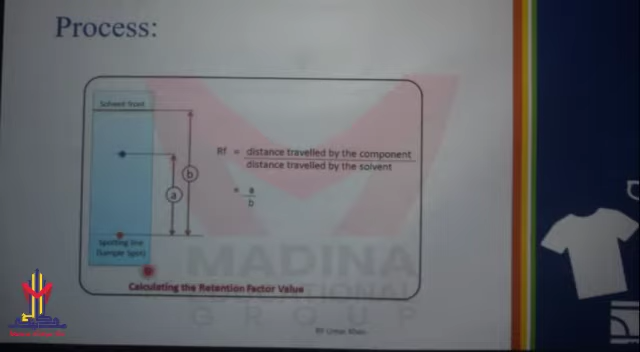 Process:
Solvent front
Rf = distance travelled by the component
distance travelled by the solvent
b
a
= a
b
Spotting line
(Sample Spot)
MADINA
Calculating the Retention Factor Value
EDUCATIONAL
GROUP